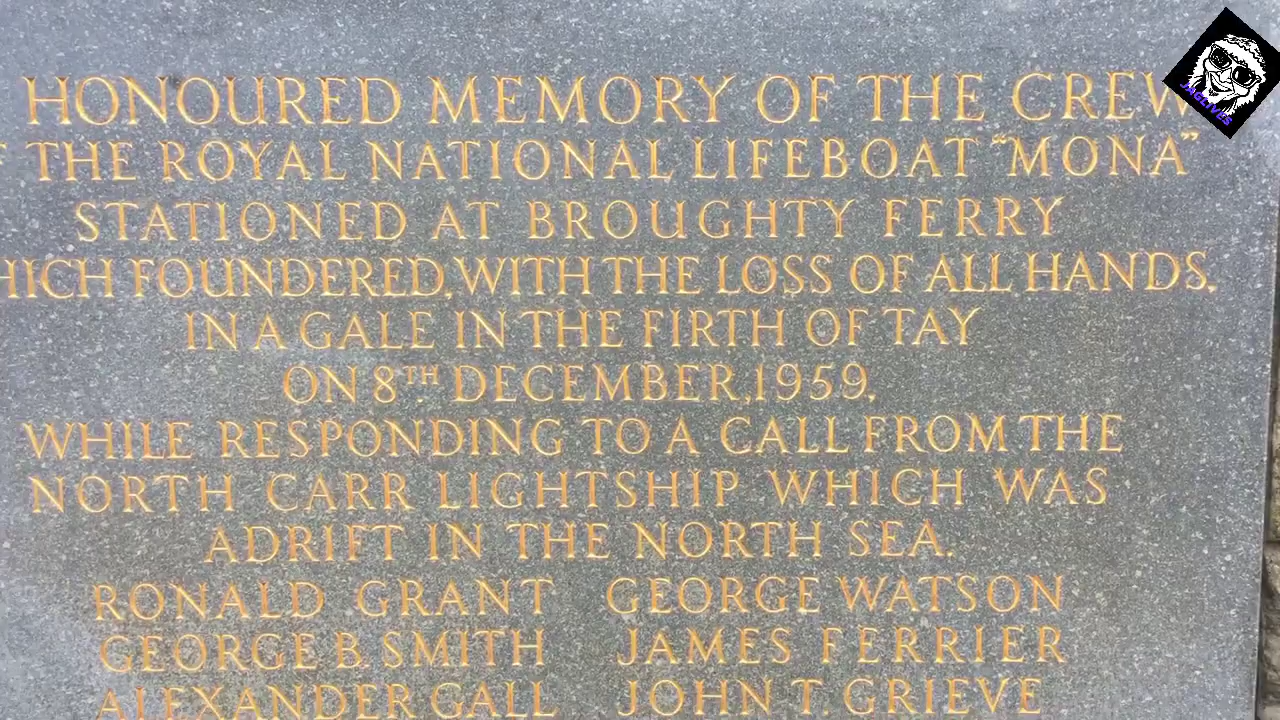 HONOURED MEMORY OF THE CREW
THE ROYAL NATIONAL LIFEBOAT “MONA”
STATIONED AT BROUGHTY FERRY
HICH FOUNDERED, WITH THE LOSS OF ALL HANDS,
IN A GALE IN THE FIRTH OF TAY
ON 8TH DECEMBER, 1959,
WHILE RESPONDING TO A CALL FROM THE
NORTH CARR LIGHTSHIP WHICH WAS
ADRIFT IN THE NORTH SEA.
RONALD GRANT GEORGE WATSON
GEORGE B. SMITH JAMES FERRIER
ALEXANDER GALL JOHN T. GRIEVE
JAGLIVES